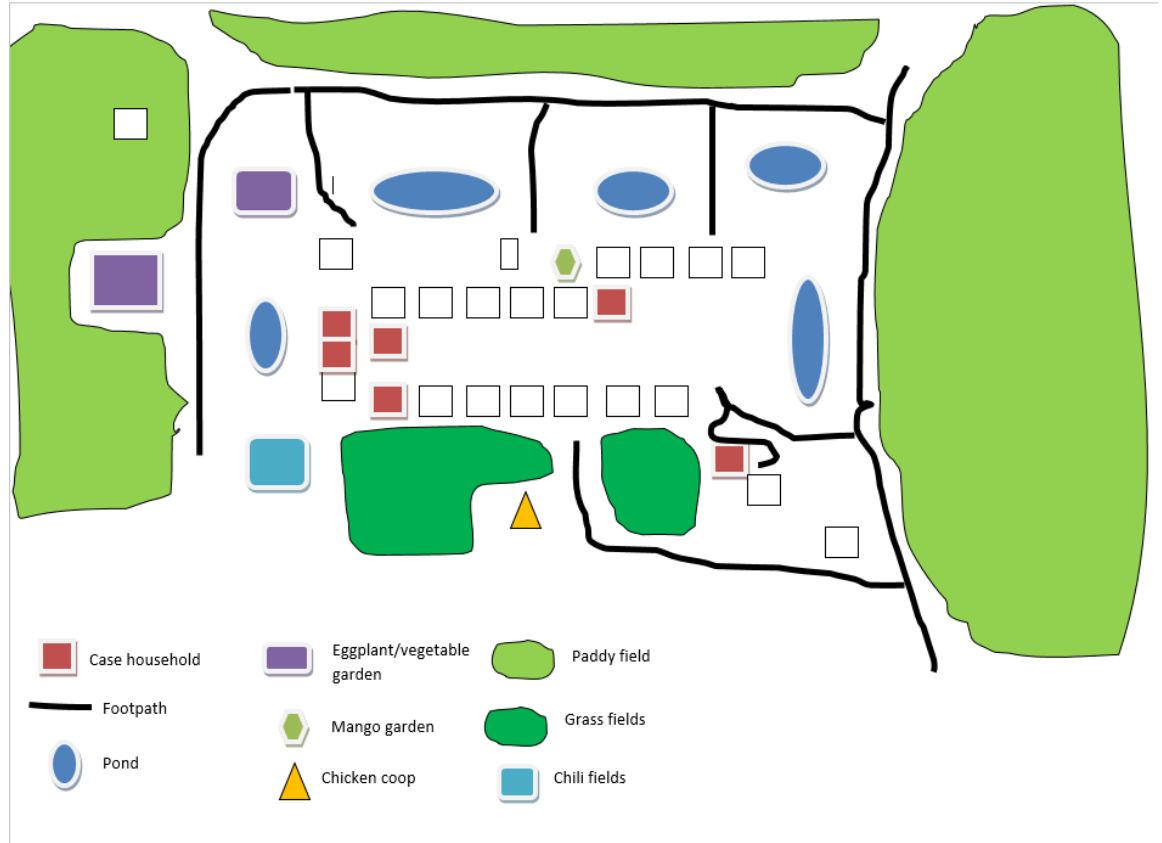 Case household
Eggplant/vegetable
garden
Paddy field
Footpath
Mango garden
Grass fields
Pond
Chicken coop
Chili fields